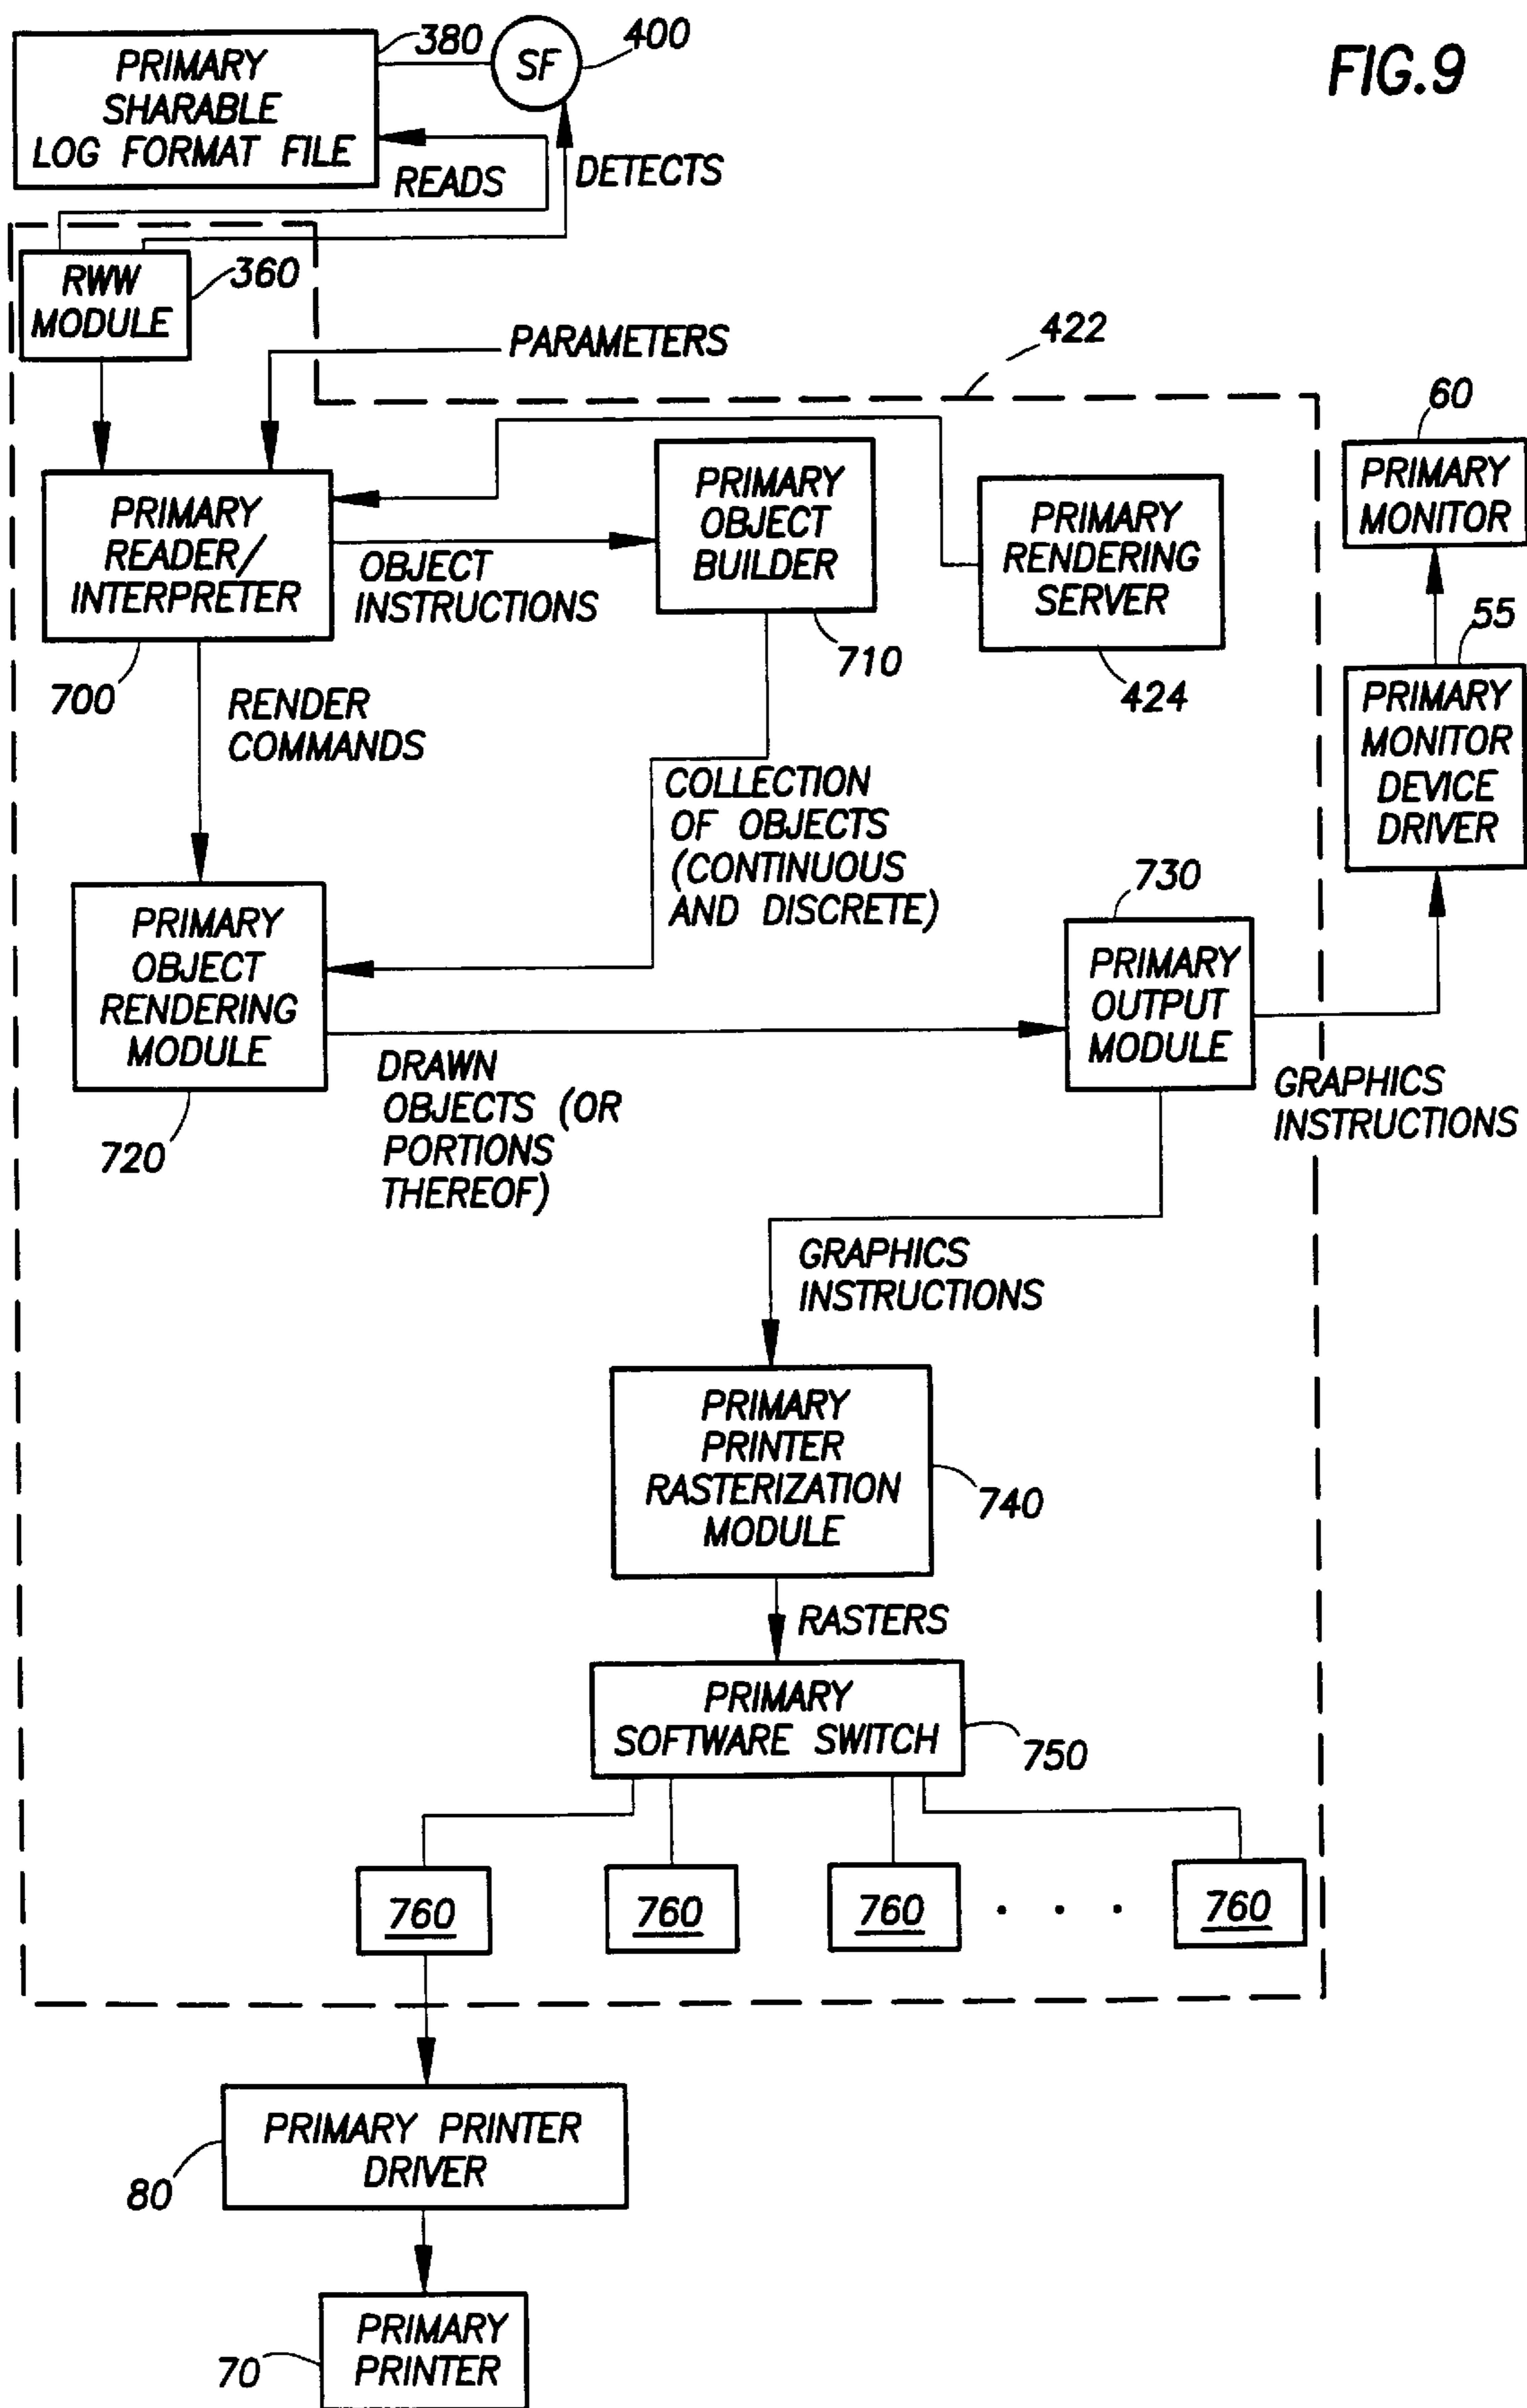 FIG.9
380
SF
400
PRIMARY
SHARABLE
LOG FORMAT FILE
READS
DETECTS
RWW
MODULE
360
PARAMETERS
422
60
PRIMARY
MONITOR
PRIMARY
READER/
INTERPRETER
700
OBJECT
INSTRUCTIONS
PRIMARY
OBJECT
BUILDER
710
PRIMARY
RENDERING
SERVER
424
55
PRIMARY
MONITOR
DEVICE
DRIVER
RENDER
COMMANDS
COLLECTION
OF OBJECTS
(CONTINUOUS
AND DISCRETE)
730
PRIMARY
OBJECT
RENDERING
MODULE
720
PRIMARY
OUTPUT
MODULE
DRAWN
OBJECTS (OR
PORTIONS
THEREOF)
GRAPHICS
INSTRUCTIONS
GRAPHICS
INSTRUCTIONS
PRIMARY
PRINTER
RASTERIZATION
MODULE
740
RASTERS
PRIMARY
SOFTWARE SWITCH
750
760
760
760
. . .
760
PRIMARY PRINTER
DRIVER
80
PRIMARY
PRINTER
70